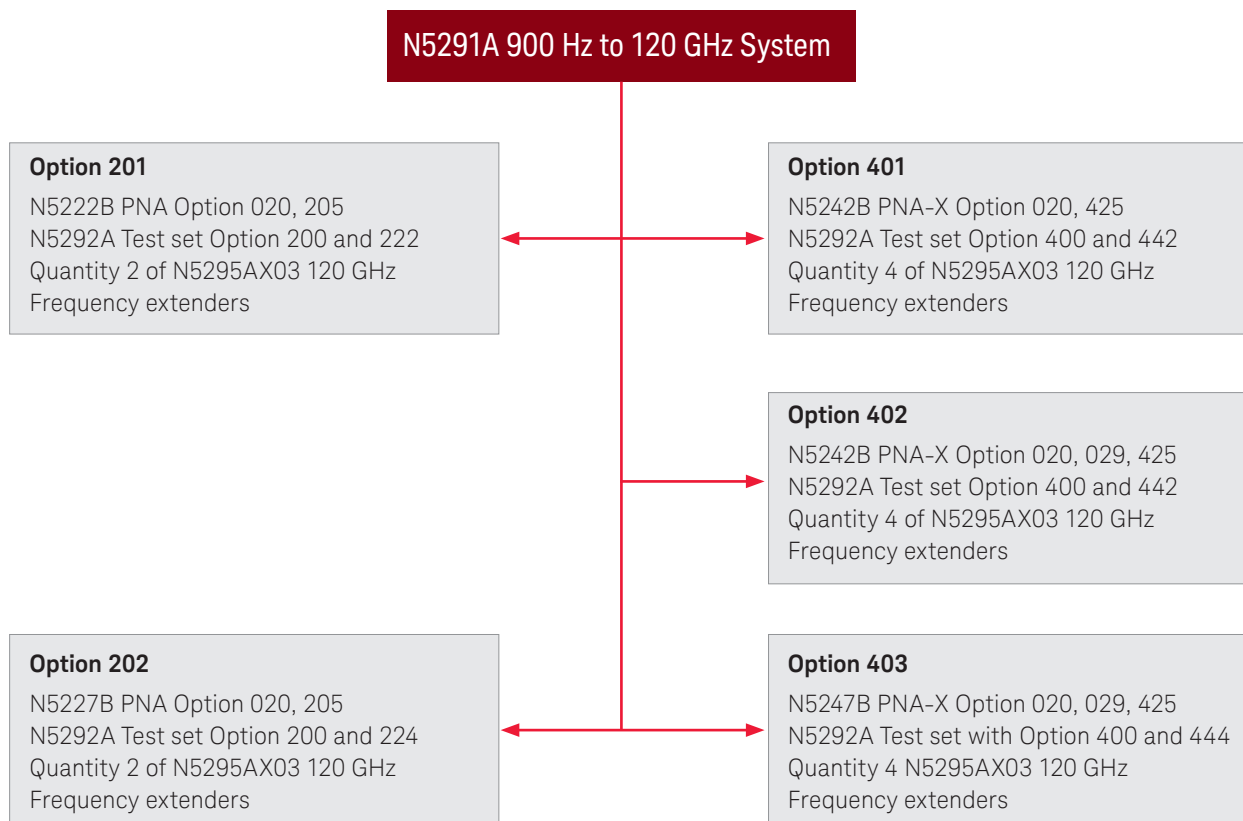 N5291A 900 Hz to 120 GHz System
Option 201
N5222B PNA Option 020, 205
N5292A Test set Option 200 and 222
Quantity 2 of N5295AX03 120 GHz
Frequency extenders
Option 401
N5242B PNA-X Option 020, 425
N5292A Test set Option 400 and 442
Quantity 4 of N5295AX03 120 GHz
Frequency extenders
Option 402
N5242B PNA-X Option 020, 029, 425
N5292A Test set Option 400 and 442
Quantity 4 of N5295AX03 120 GHz
Frequency extenders
Option 202
N5227B PNA Option 020, 205
N5292A Test set Option 200 and 224
Quantity 2 of N5295AX03 120 GHz
Frequency extenders
Option 403
N5247B PNA-X Option 020, 029, 425
N5292A Test set with Option 400 and 444
Quantity 4 N5295AX03 120 GHz
Frequency extenders